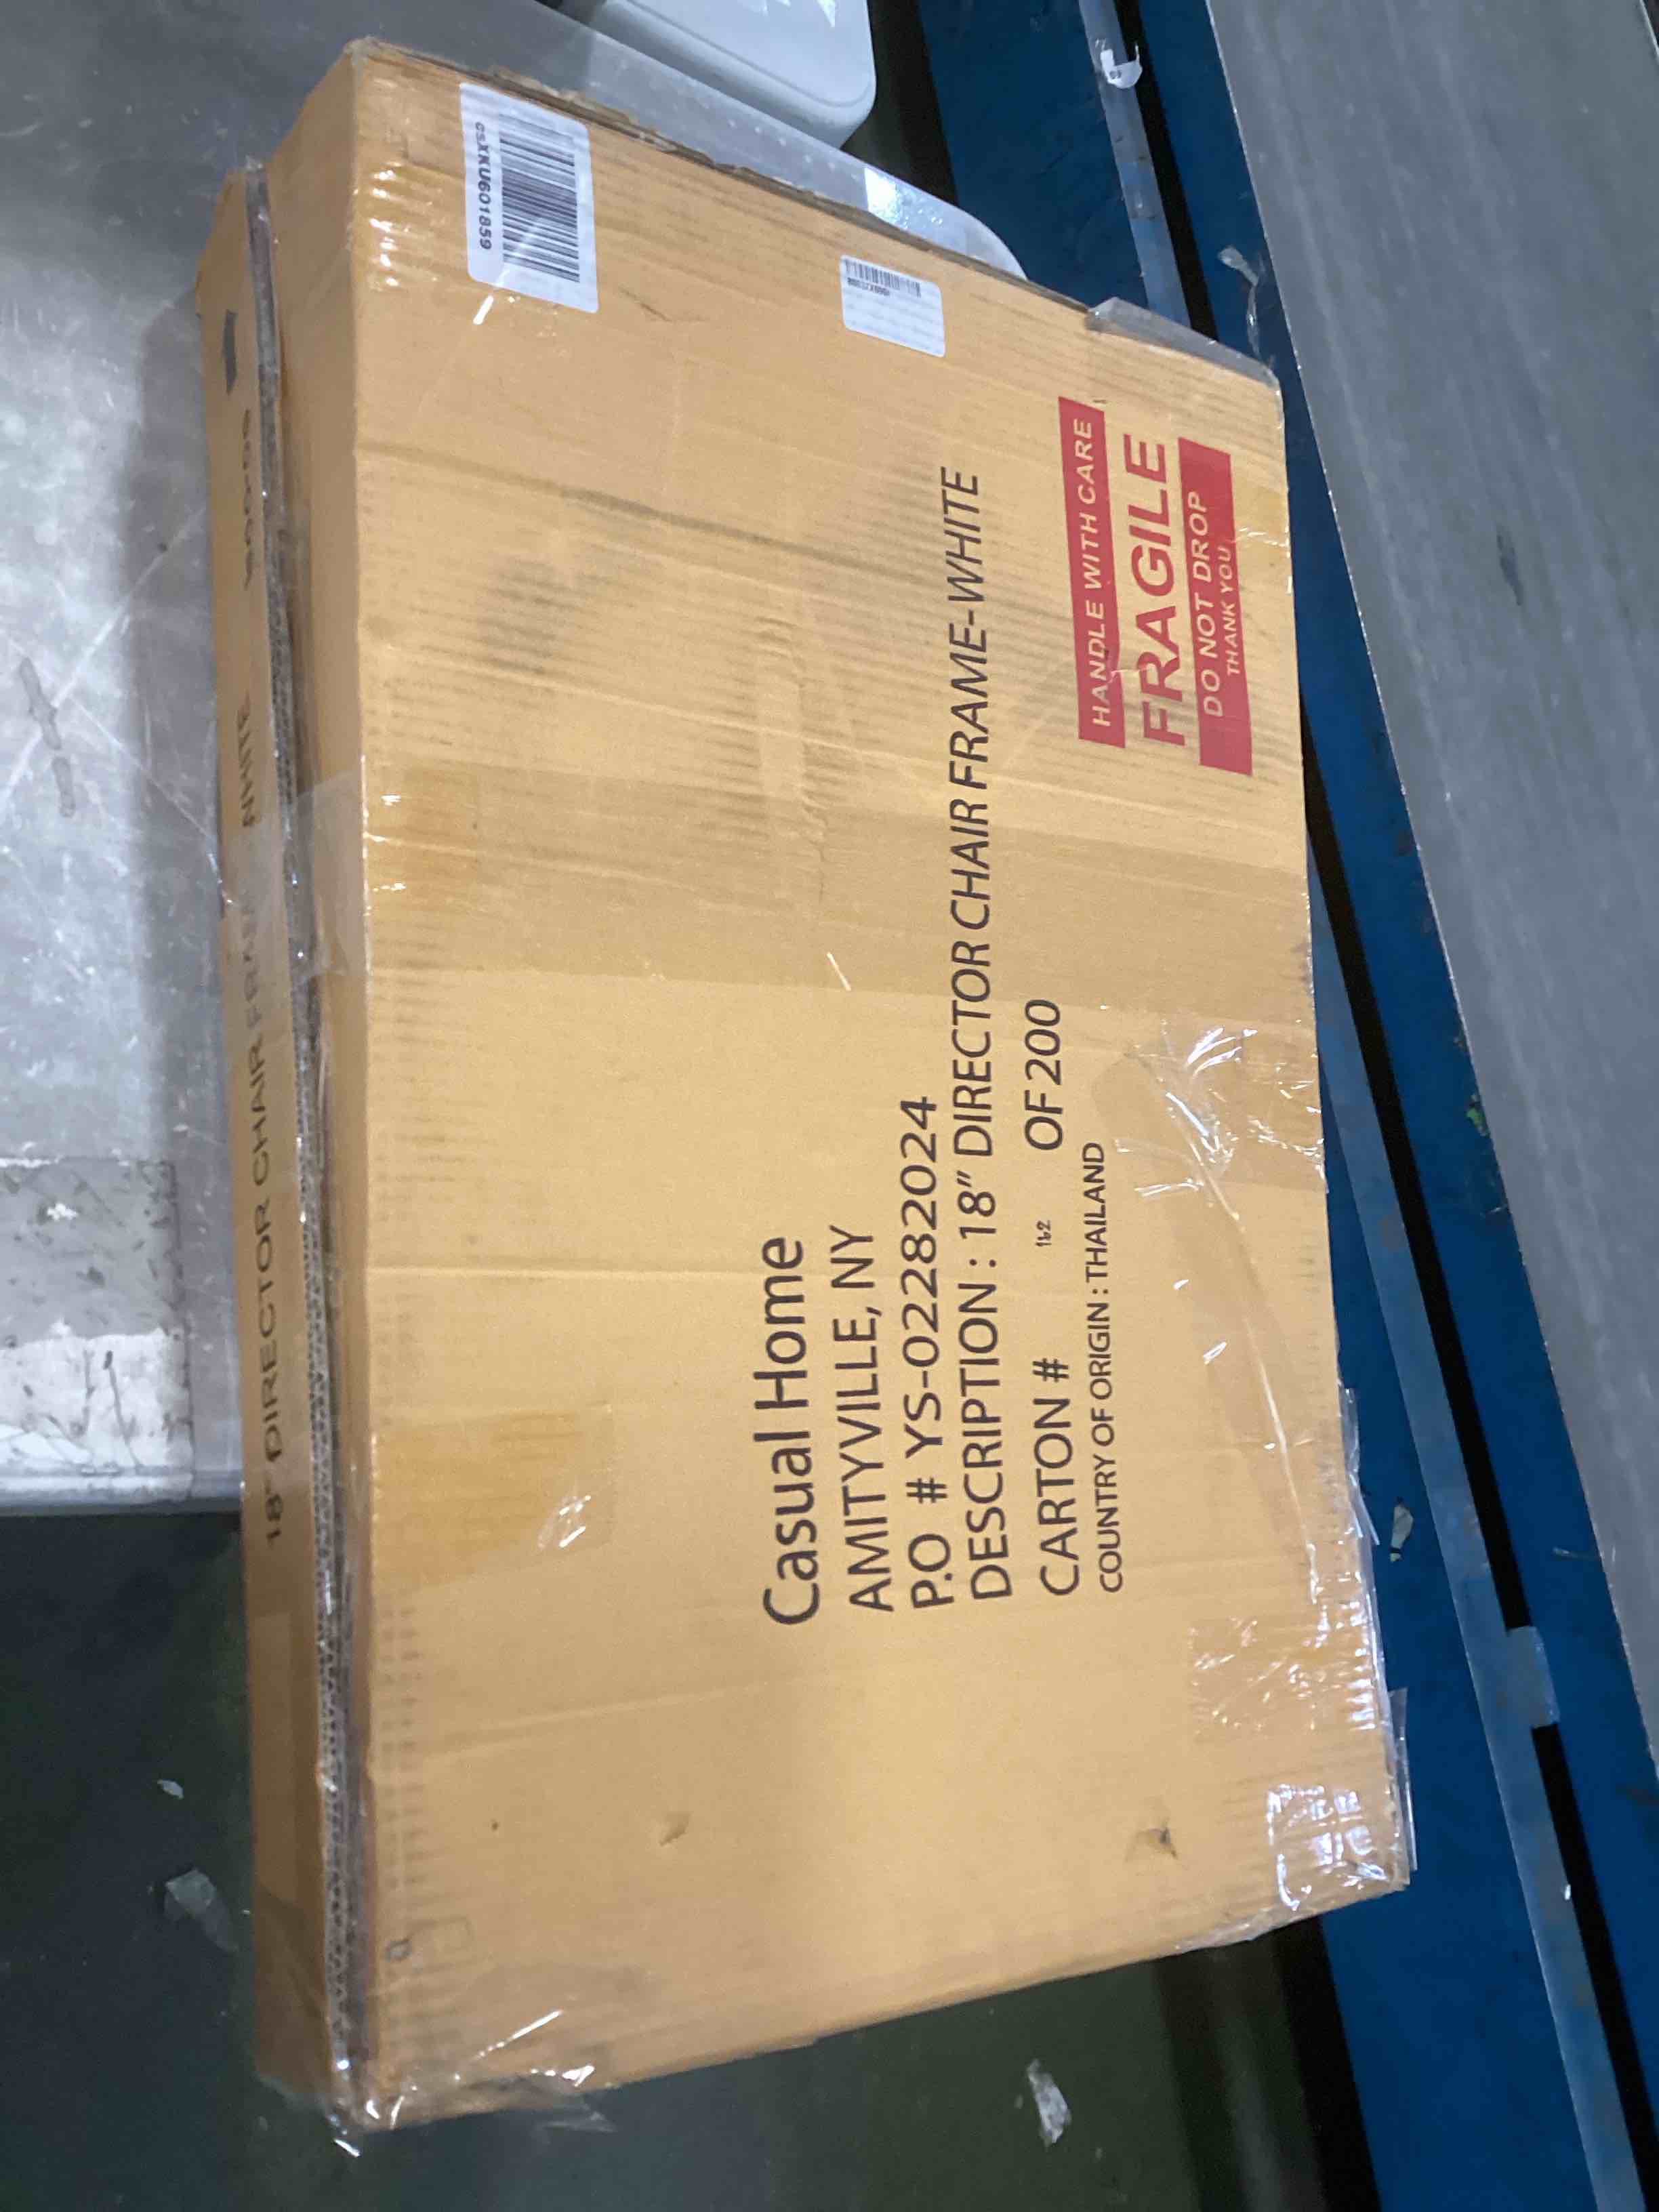 Casual Home
AMITYVILLE, NY
P.O # YS-02282024
DESCRIPTION : 18" DIRECTOR CHAIR FRAME-WHITE
CARTON # OF 200
COUNTRY OF ORIGIN : THAILAND
HANDLE WITH CARE
FRAGILE
DO NOT DROP
THANK YOU
csXKU601859
18" DIRECTOR CHAIR WHITE